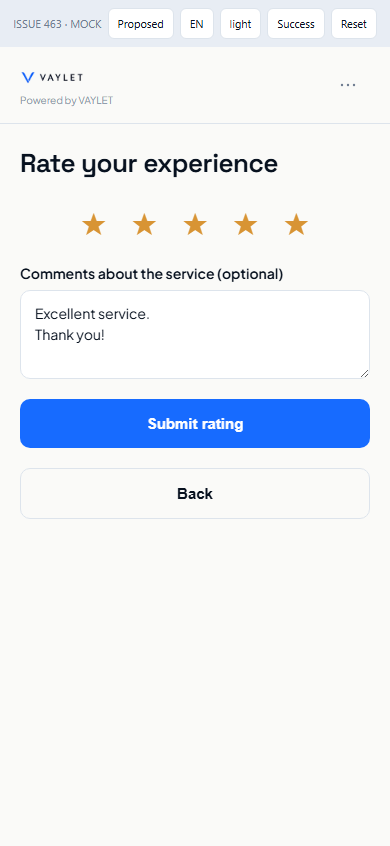 ISSUE 463 · MOCK Proposed EN light Success Reset
VAYLET
Powered by VAYLET
...
Rate your experience
Comments about the service (optional)
Excellent service.
Thank you!
Submit rating
Back